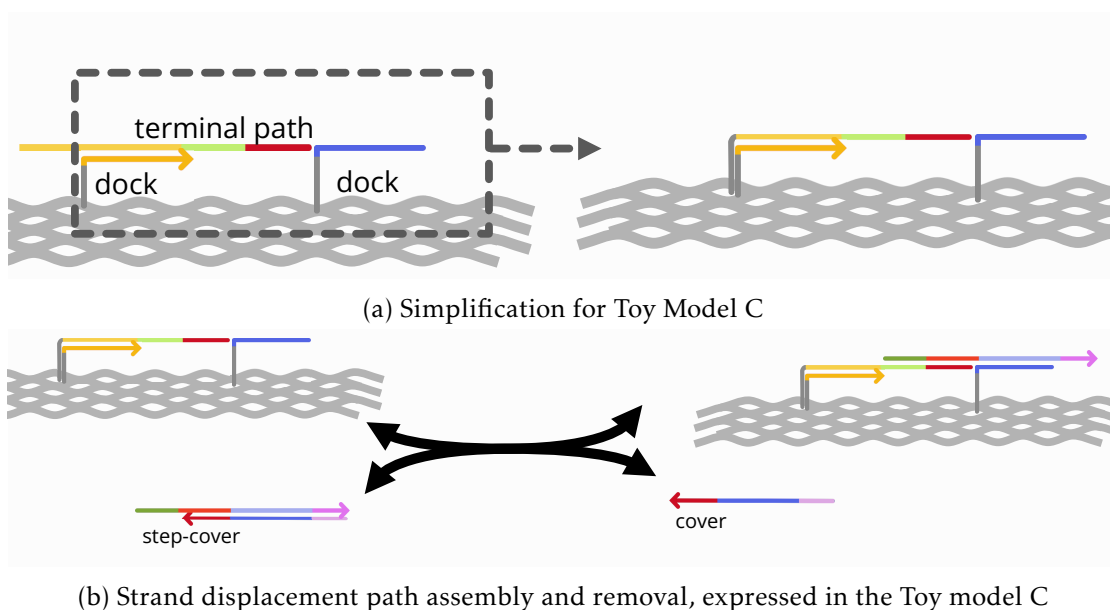 terminal path
dock
dock
(a) Simplification for Toy Model C
step-cover
cover
(b) Strand displacement path assembly and removal, expressed in the Toy model C